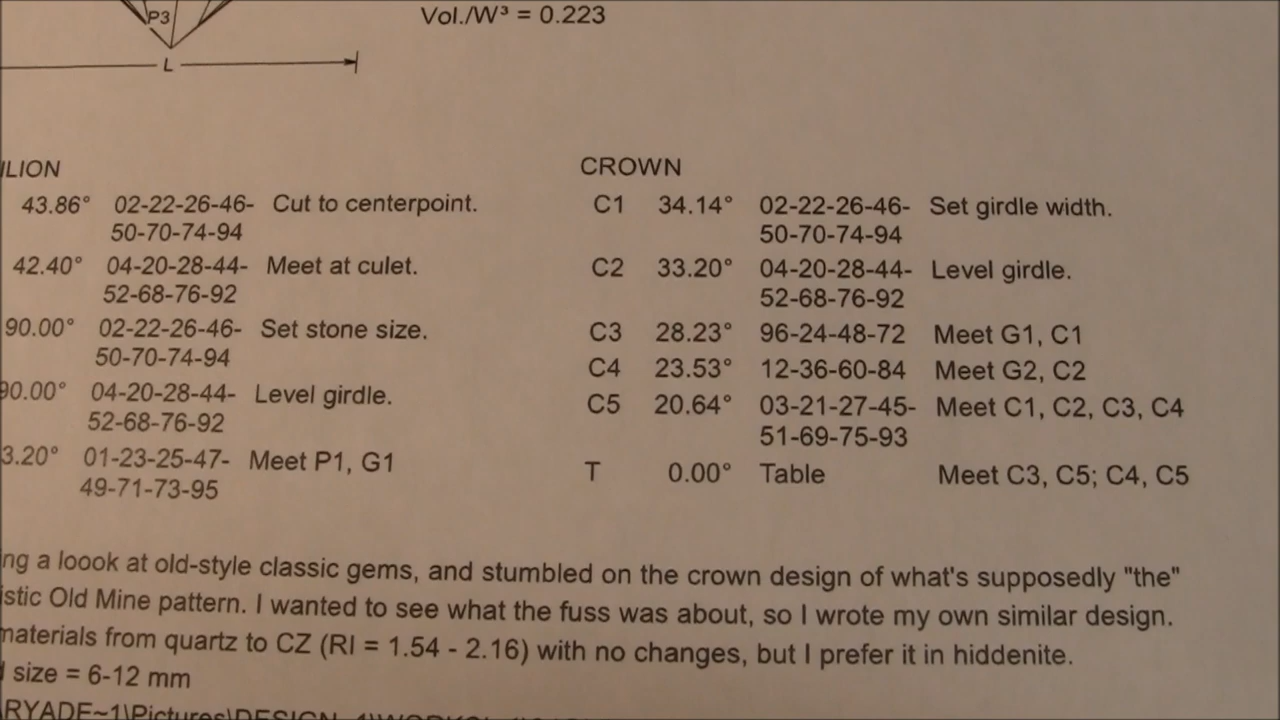 P3
Vol./W³ = 0.223
L
ILION
43.86° 02-22-26-46- Cut to centerpoint.
50-70-74-94
42.40° 04-20-28-44- Meet at culet.
52-68-76-92
90.00° 02-22-26-46- Set stone size.
50-70-74-94
90.00° 04-20-28-44- Level girdle.
52-68-76-92
3.20° 01-23-25-47- Meet P1, G1
49-71-73-95
CROWN
C1 34.14° 02-22-26-46- Set girdle width.
50-70-74-94
C2 33.20° 04-20-28-44- Level girdle.
52-68-76-92
C3 28.23° 96-24-48-72 Meet G1, C1
C4 23.53° 12-36-60-84 Meet G2, C2
C5 20.64° 03-21-27-45- Meet C1, C2, C3, C4
51-69-75-93
T 0.00° Table Meet C3, C5; C4, C5
ng a loook at old-style classic gems, and stumbled on the crown design of what's supposedly "the"
istic Old Mine pattern. I wanted to see what the fuss was about, so I wrote my own similar design.
materials from quartz to CZ (RI = 1.54 - 2.16) with no changes, but I prefer it in hiddenite.
size = 6-12 mm
RYADE~1\Pictures\DESIGN